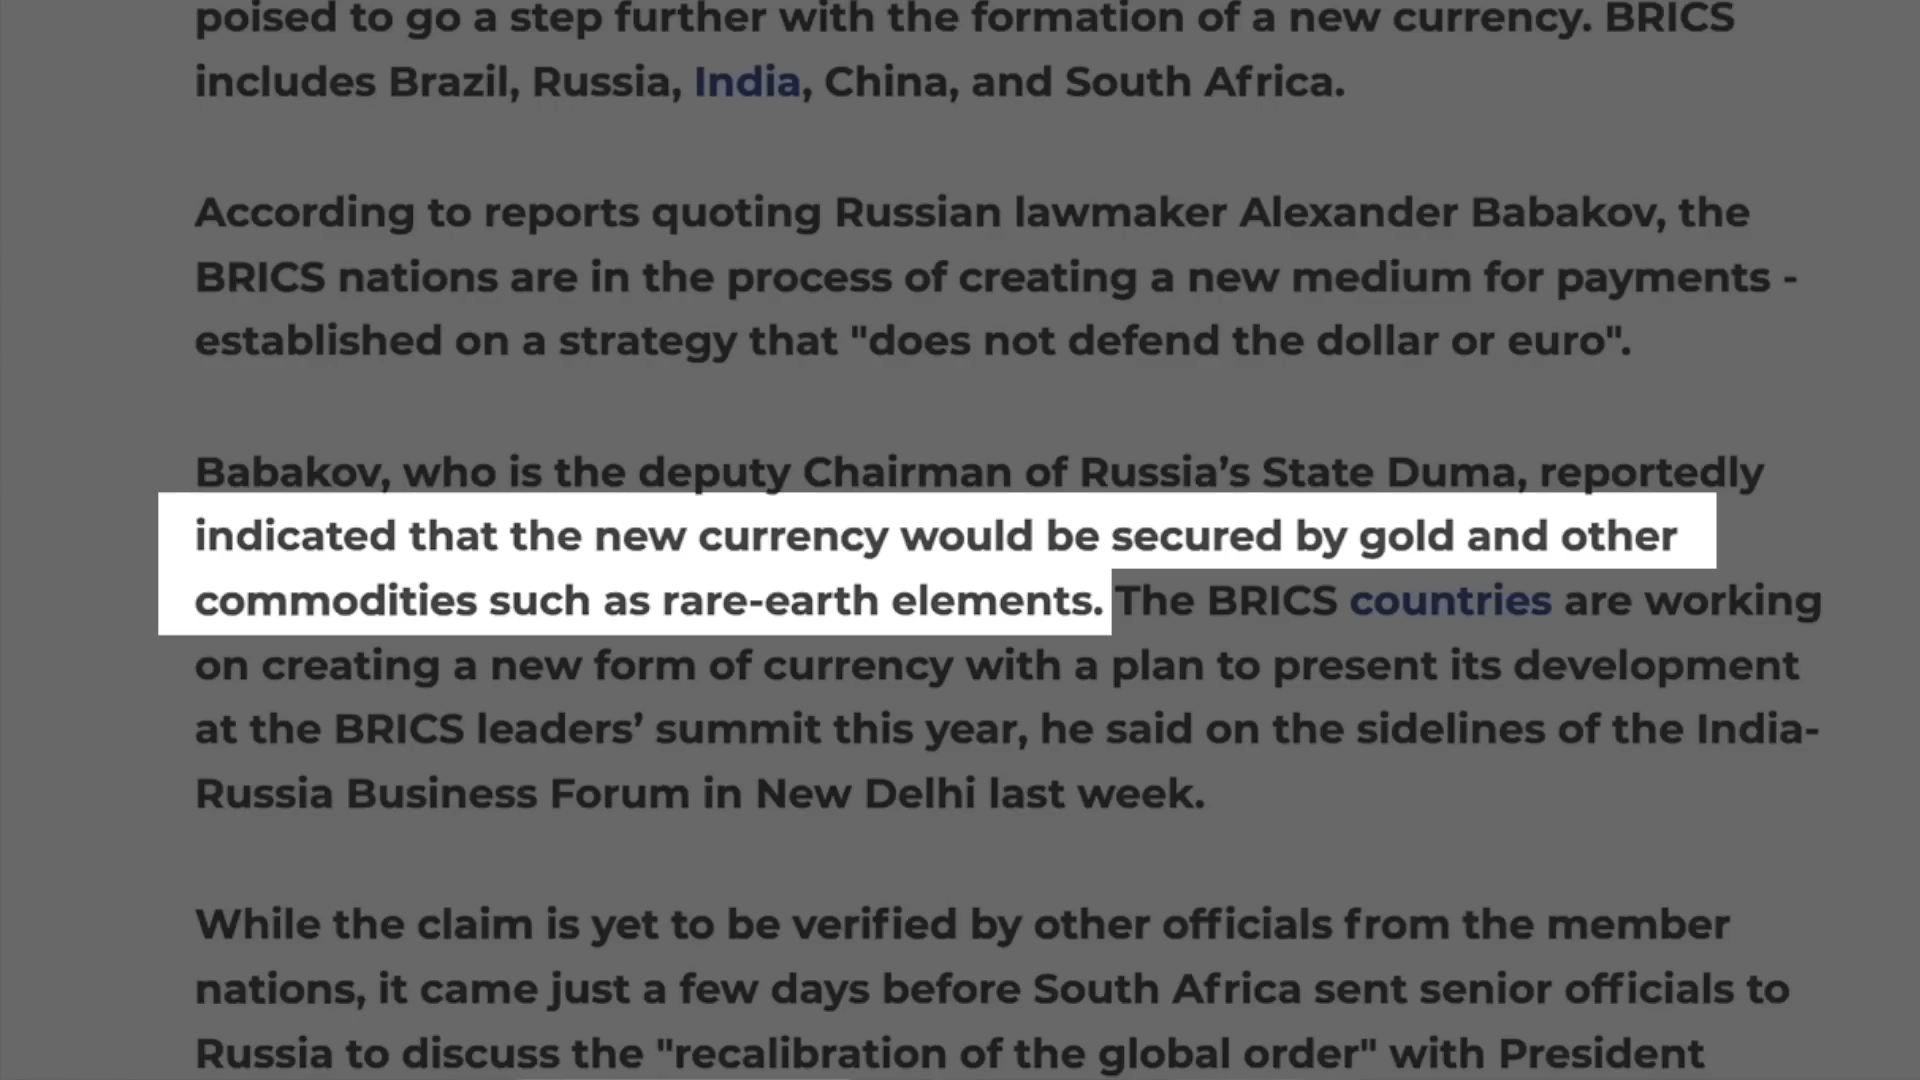 poised to go a step further with the formation of a new currency. BRICS
includes Brazil, Russia, India, China, and South Africa.
According to reports quoting Russian lawmaker Alexander Babakov, the
BRICS nations are in the process of creating a new medium for payments -
established on a strategy that "does not defend the dollar or euro".
Babakov, who is the deputy Chairman of Russia’s State Duma, reportedly
indicated that the new currency would be secured by gold and other
commodities such as rare-earth elements. The BRICS countries are working
on creating a new form of currency with a plan to present its development
at the BRICS leaders’ summit this year, he said on the sidelines of the India-
Russia Business Forum in New Delhi last week.
While the claim is yet to be verified by other officials from the member
nations, it came just a few days before South Africa sent senior officials to
Russia to discuss the "recalibration of the global order" with President